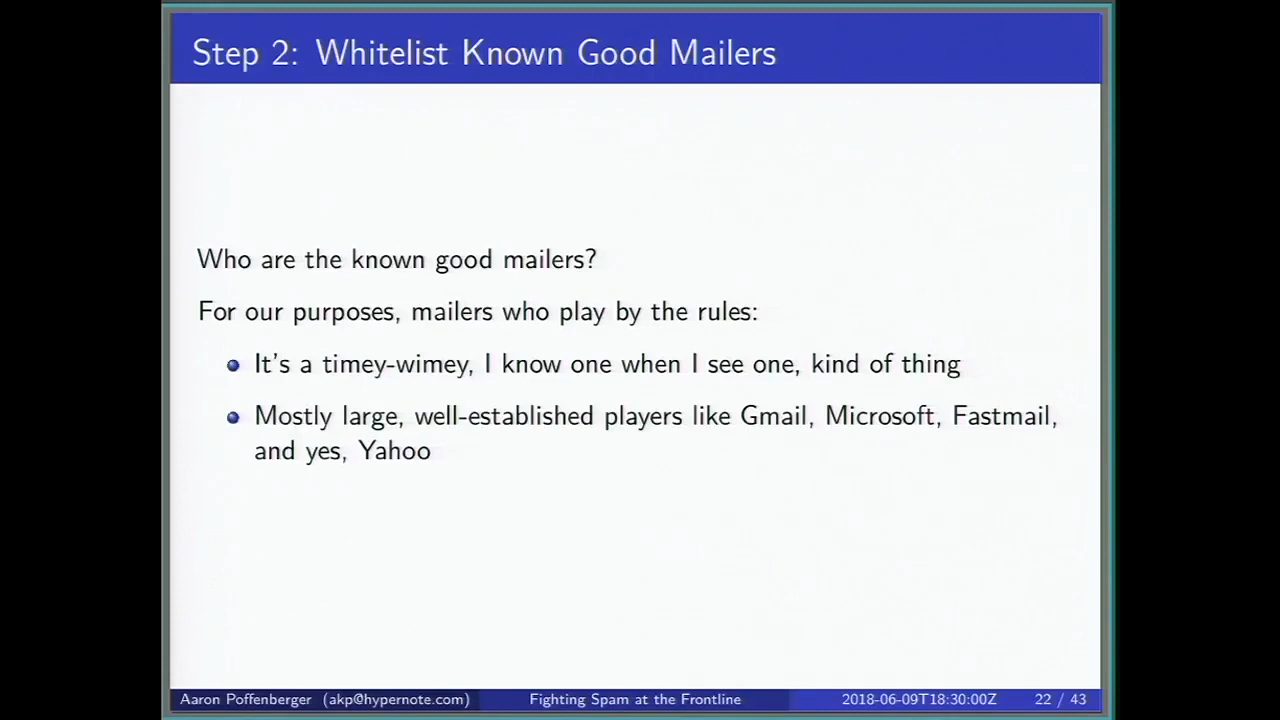 Step 2: Whitelist Known Good Mailers
Who are the known good mailers?
For our purposes, mailers who play by the rules:
It's a timey-wimey, I know one when I see one, kind of thing
Mostly large, well-established players like Gmail, Microsoft, Fastmail,
and yes, Yahoo
Aaron Poffenberger (akp@hypernote.com) Fighting Spam at the Frontline 2018-06-09T18:30:00Z 22 / 43